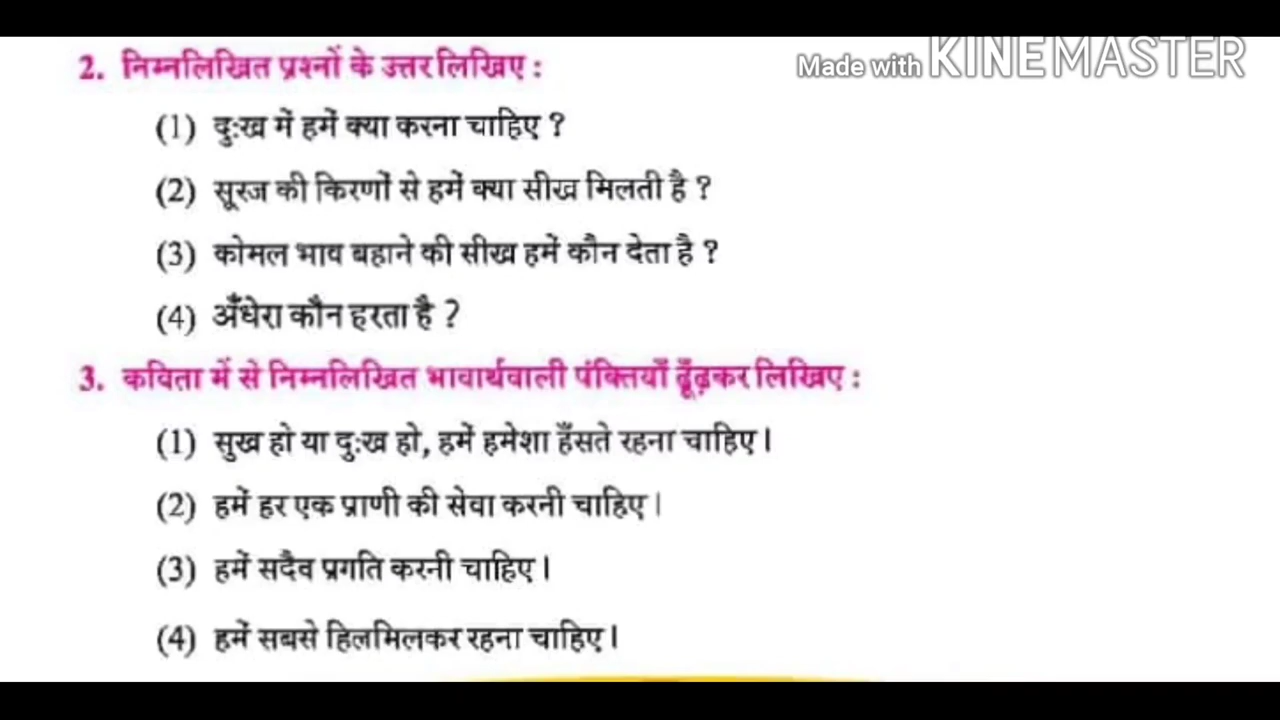 Made with KINEMASTER
2. निम्नलिखित प्रश्नों के उत्तर लिखिए :
(1) दुःख में हमें क्या करना चाहिए ?
(2) सूरज की किरणों से हमें क्या सीख मिलती है ?
(3) कोमल भाव बहाने की सीख हमें कौन देता है ?
(4) अँधेरा कौन हरता है ?
3. कविता में से निम्नलिखित भावार्थवाली पंक्तियाँ ढूँढ़कर लिखिए :
(1) सुख हो या दुःख हो, हमें हमेशा हँसते रहना चाहिए।
(2) हमें हर एक प्राणी की सेवा करनी चाहिए।
(3) हमें सदैव प्रगति करनी चाहिए।
(4) हमें सबसे हिलमिलकर रहना चाहिए।